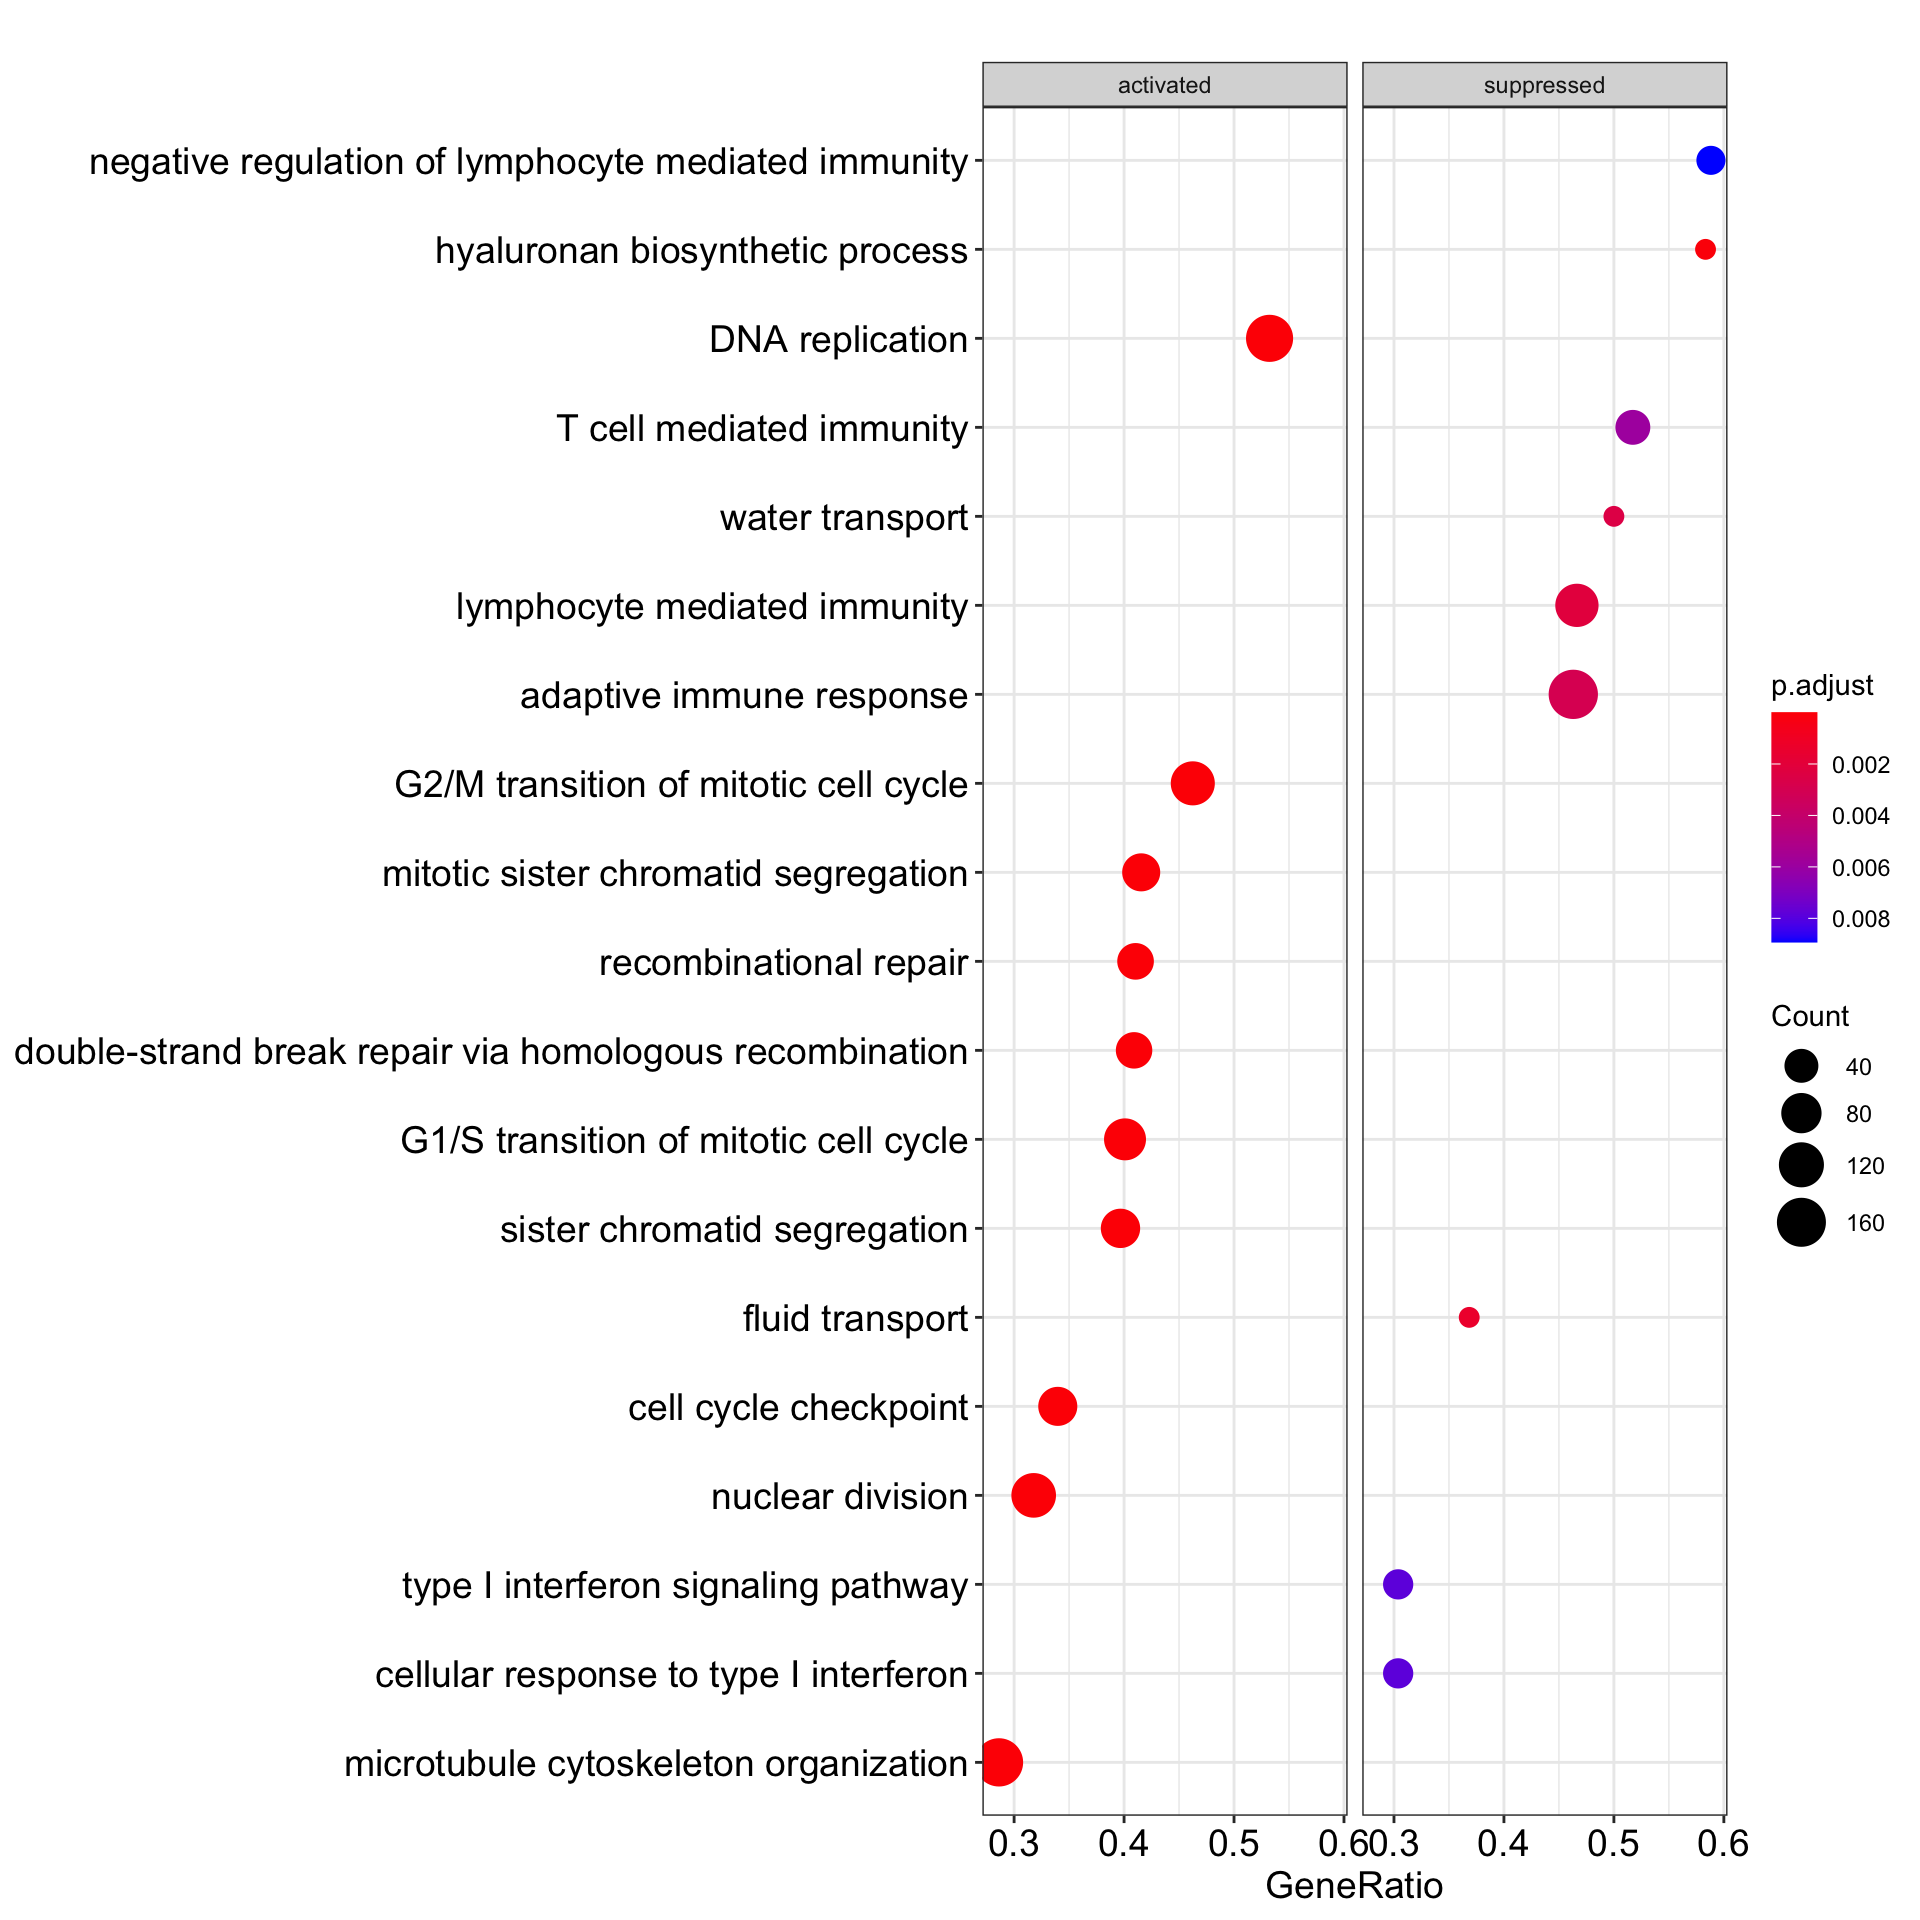 activated
suppressed
negative regulation of lymphocyte mediated immunity
hyaluronan biosynthetic process
DNA replication
T cell mediated immunity
water transport
lymphocyte mediated immunity
adaptive immune response
G2/M transition of mitotic cell cycle
mitotic sister chromatid segregation
recombinational repair
double-strand break repair via homologous recombination
G1/S transition of mitotic cell cycle
sister chromatid segregation
fluid transport
cell cycle checkpoint
nuclear division
type I interferon signaling pathway
cellular response to type I interferon
microtubule cytoskeleton organization
0.3 0.4 0.5 0.6 0.3 0.4 0.5 0.6
GeneRatio
p.adjust
0.002
0.004
0.006
0.008
Count
40
80
120
160